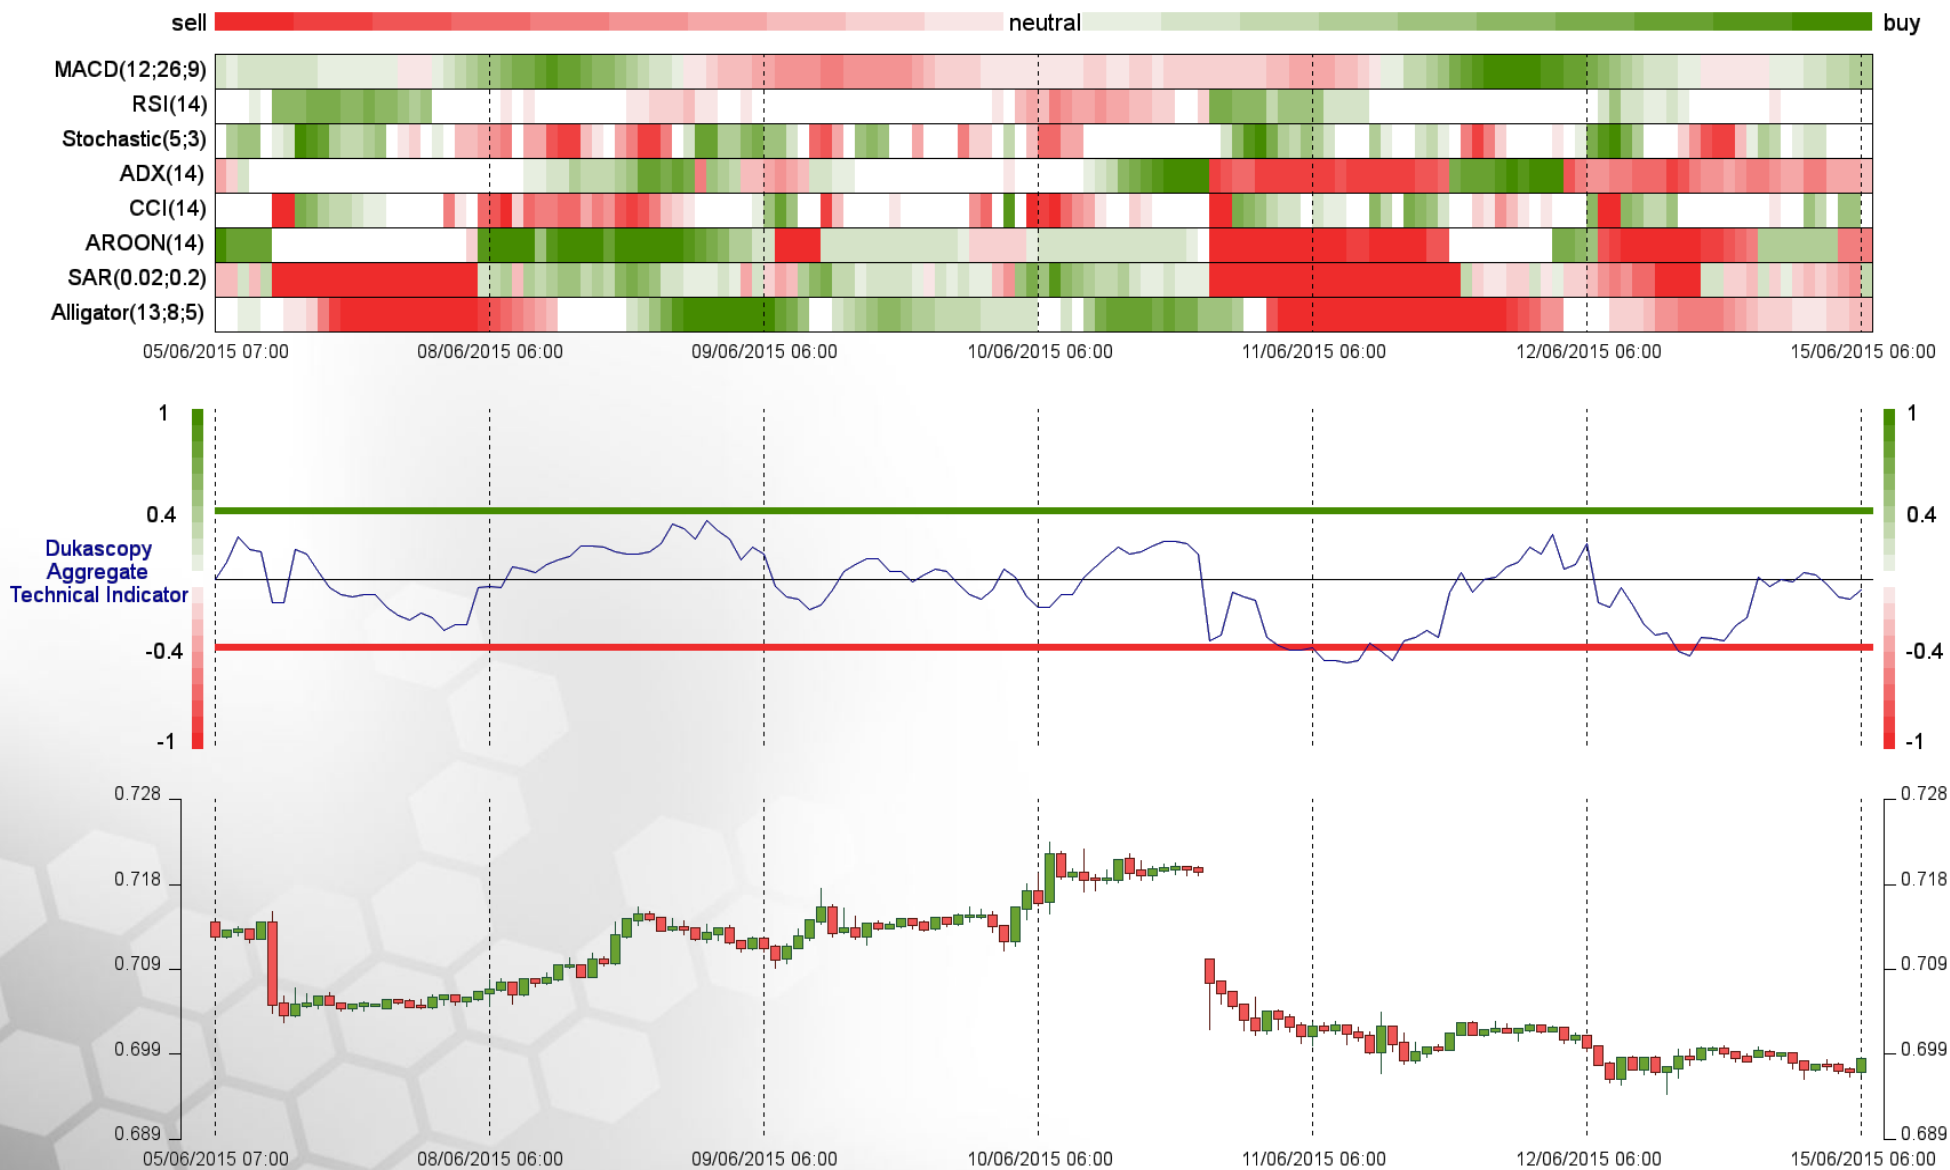 sell neutral buy
MACD(12;26;9)
RSI(14)
Stochastic(5;3)
ADX(14)
CCI(14)
AROON(14)
SAR(0.02;0.2)
Alligator(13;8;5)
05/06/2015 07:00 08/06/2015 06:00 09/06/2015 06:00 10/06/2015 06:00 11/06/2015 06:00 12/06/2015 06:00 15/06/2015 06:00
1 1
0.4 0.4
Dukascopy
Aggregate
Technical Indicator
-0.4 -0.4
-1 -1
0.728 0.728
0.718 0.718
0.709 0.709
0.699 0.699
0.689 0.689
05/06/2015 07:00 08/06/2015 06:00 09/06/2015 06:00 10/06/2015 06:00 11/06/2015 06:00 12/06/2015 06:00 15/06/2015 06:00